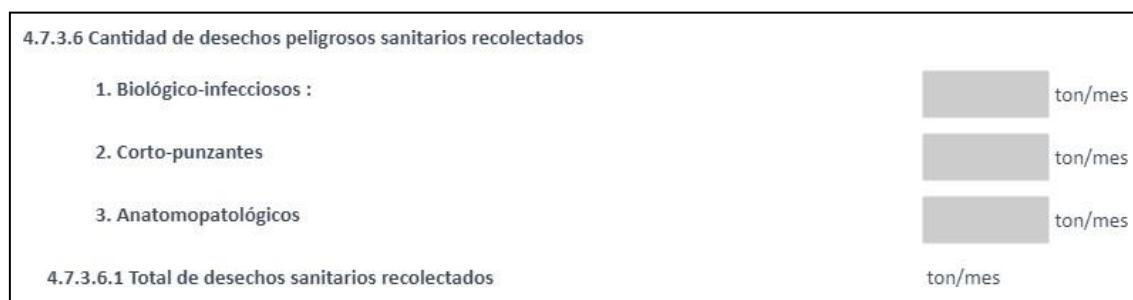 4.7.3.6 Cantidad de desechos peligrosos sanitarios recolectados
1. Biológico-infecciosos : ton/mes
2. Corto-punzantes ton/mes
3. Anatomopatológicos ton/mes
4.7.3.6.1 Total de desechos sanitarios recolectados ton/mes